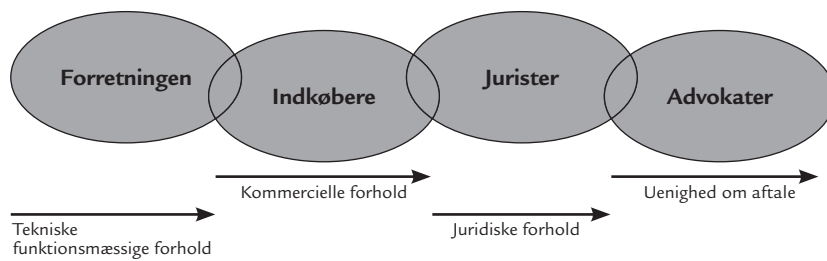 Forretningen
Indkøbere
Jurister
Advokater
Kommercielle forhold
Uenighed om aftale
Tekniske
funktionsmæssige forhold
Juridiske forhold